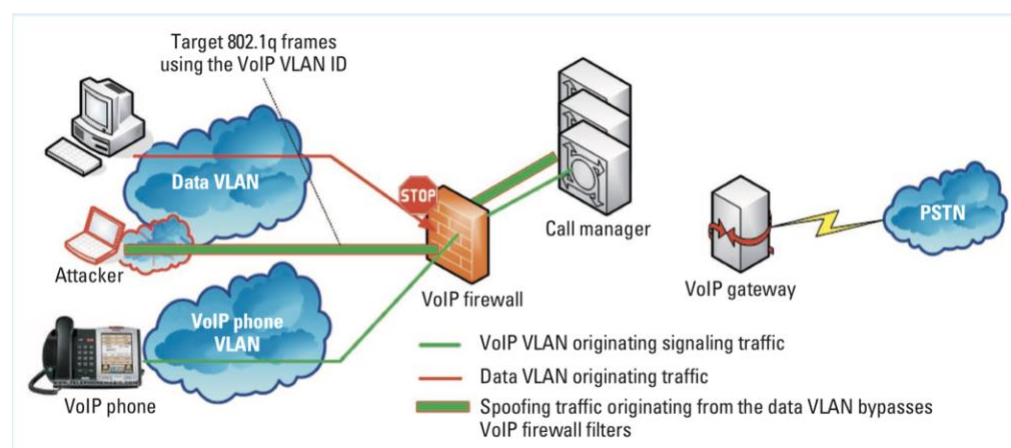 Target 802.1q frames
using the VoIP VLAN ID
Data VLAN
STOP
Call manager
PSTN
Attacker
VoIP firewall
VoIP gateway
VoIP phone
VLAN
VoIP phone
VoIP VLAN originating signaling traffic
Data VLAN originating traffic
Spoofing traffic originating from the data VLAN bypasses
VoIP firewall filters